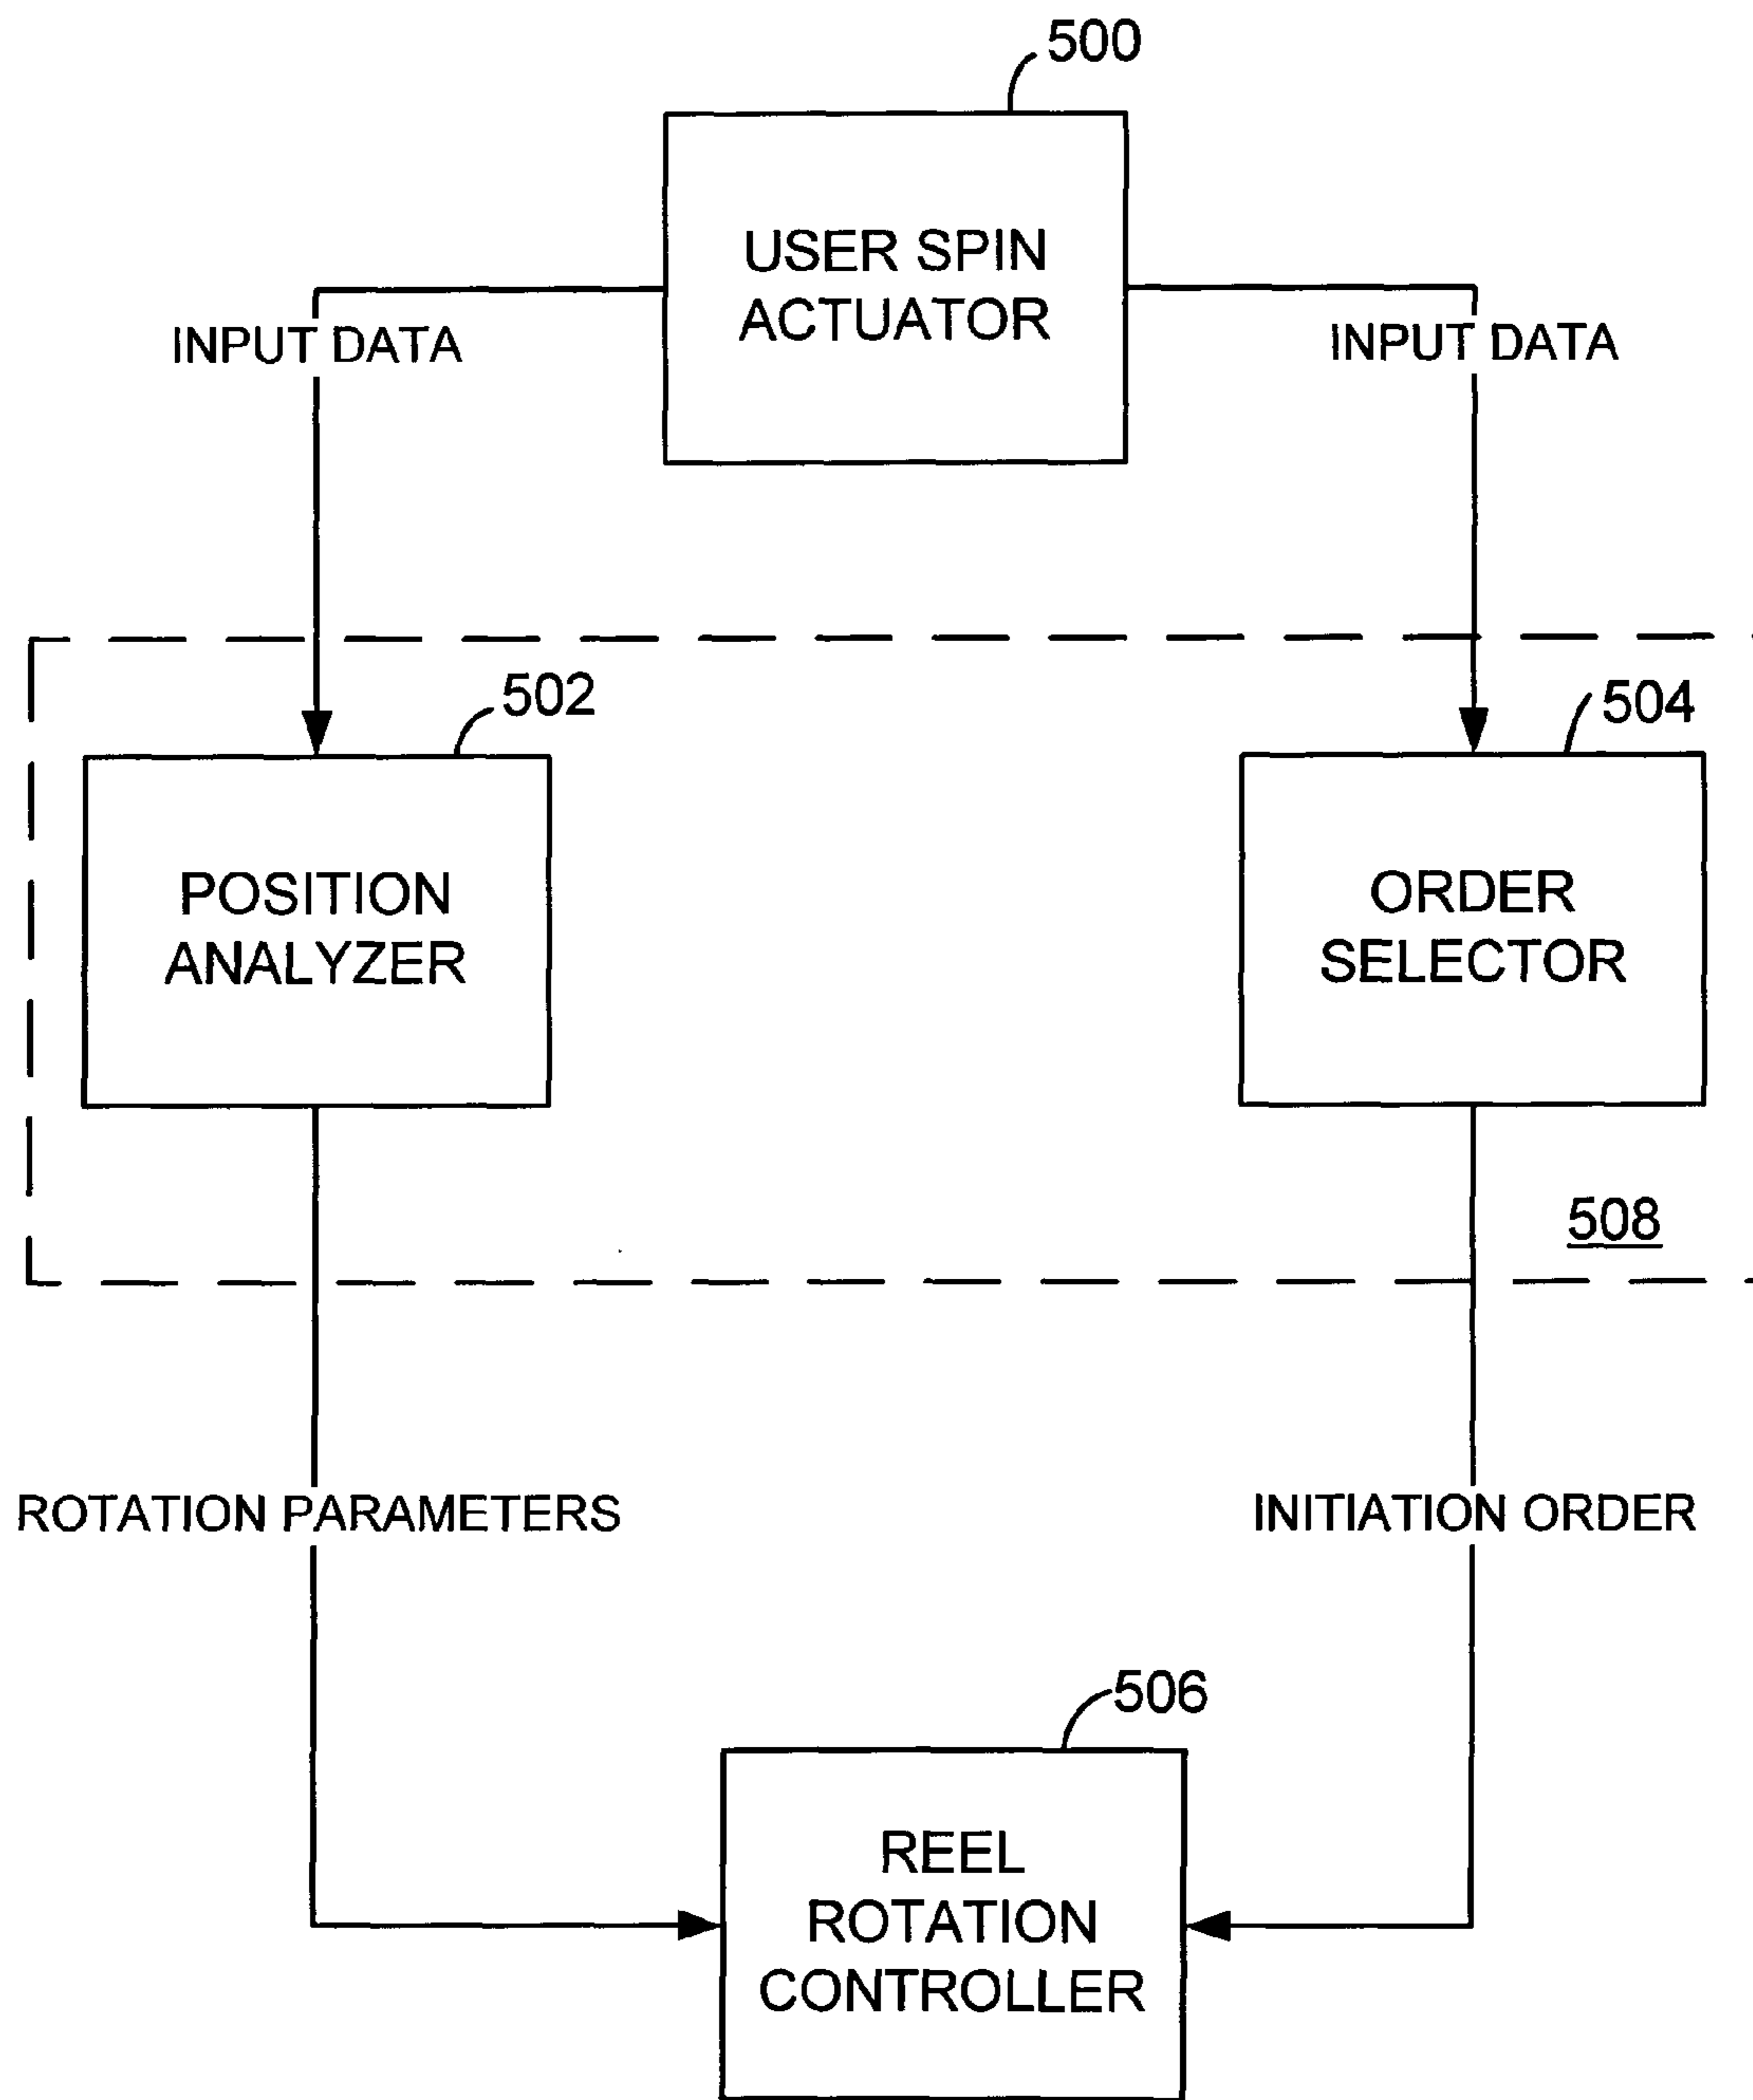 500
USER SPIN
ACTUATOR
INPUT DATA
INPUT DATA
502
504
POSITION
ANALYZER
ORDER
SELECTOR
508
ROTATION PARAMETERS
INITIATION ORDER
506
REEL
ROTATION
CONTROLLER